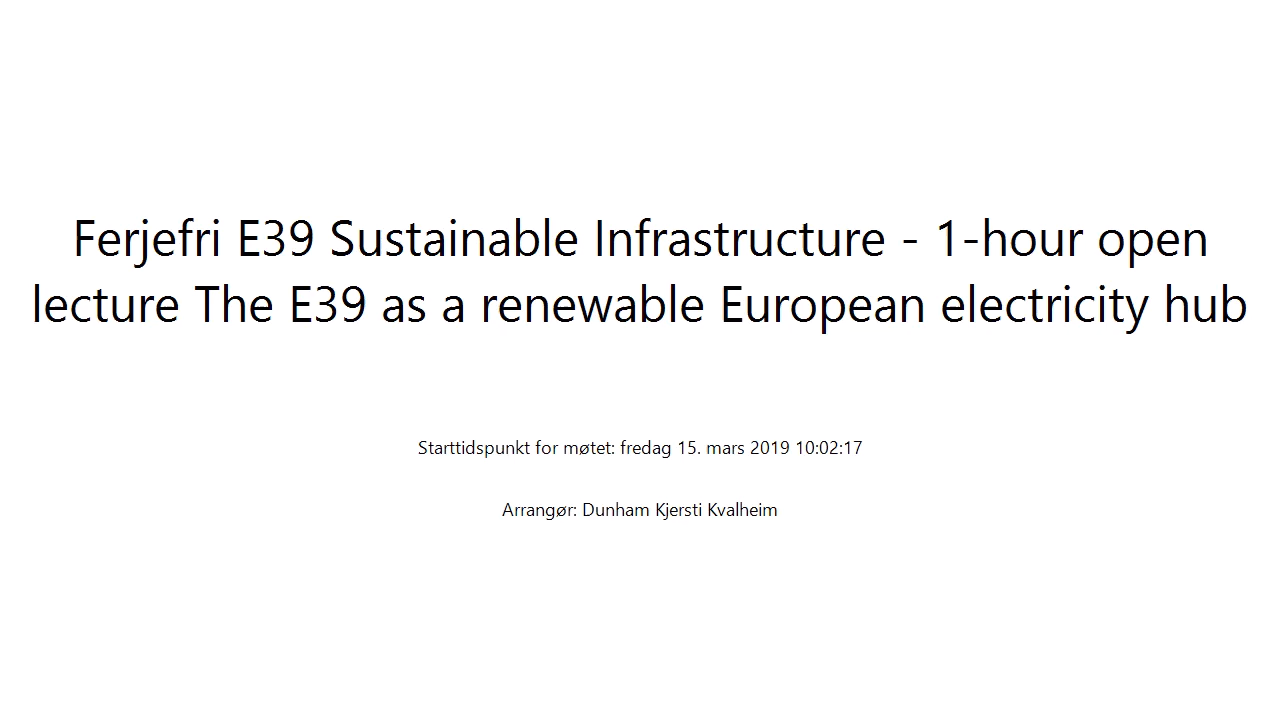 Ferjefri E39 Sustainable Infrastructure - 1-hour open
lecture The E39 as a renewable European electricity hub
Starttidspunkt for møtet: fredag 15. mars 2019 10:02:17
Arrangør: Dunham Kjersti Kvalheim